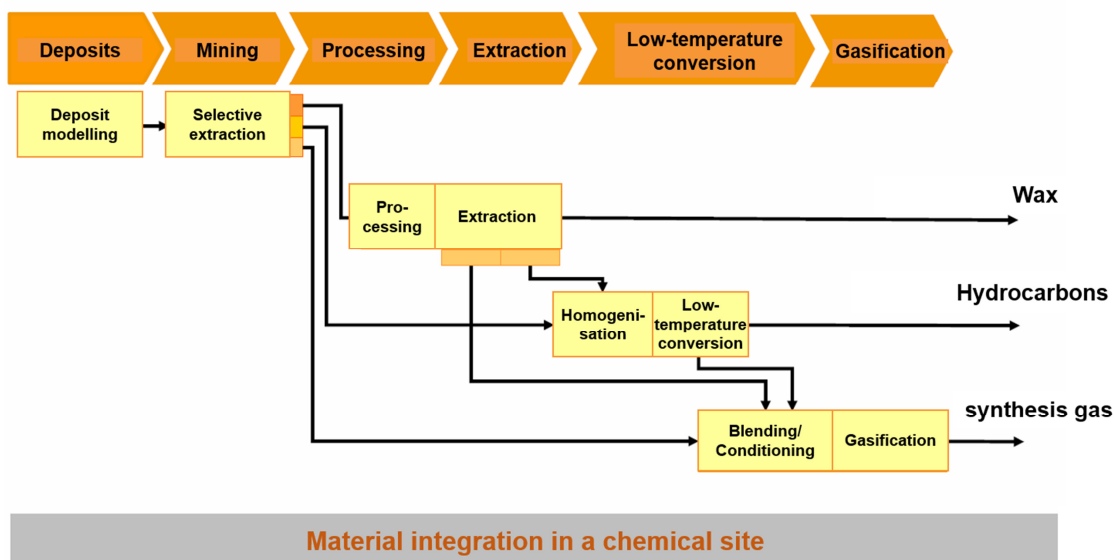 Deposits
Mining
Processing
Extraction
Low-temperature
conversion
Gasification
Deposit
modelling
Selective
extraction
Wax
Pro-
cessing
Extraction
Hydrocarbons
Homogeni-
sation
Low-
temperature
conversion
synthesis gas
Blending/
Conditioning
Gasification
Material integration in a chemical site